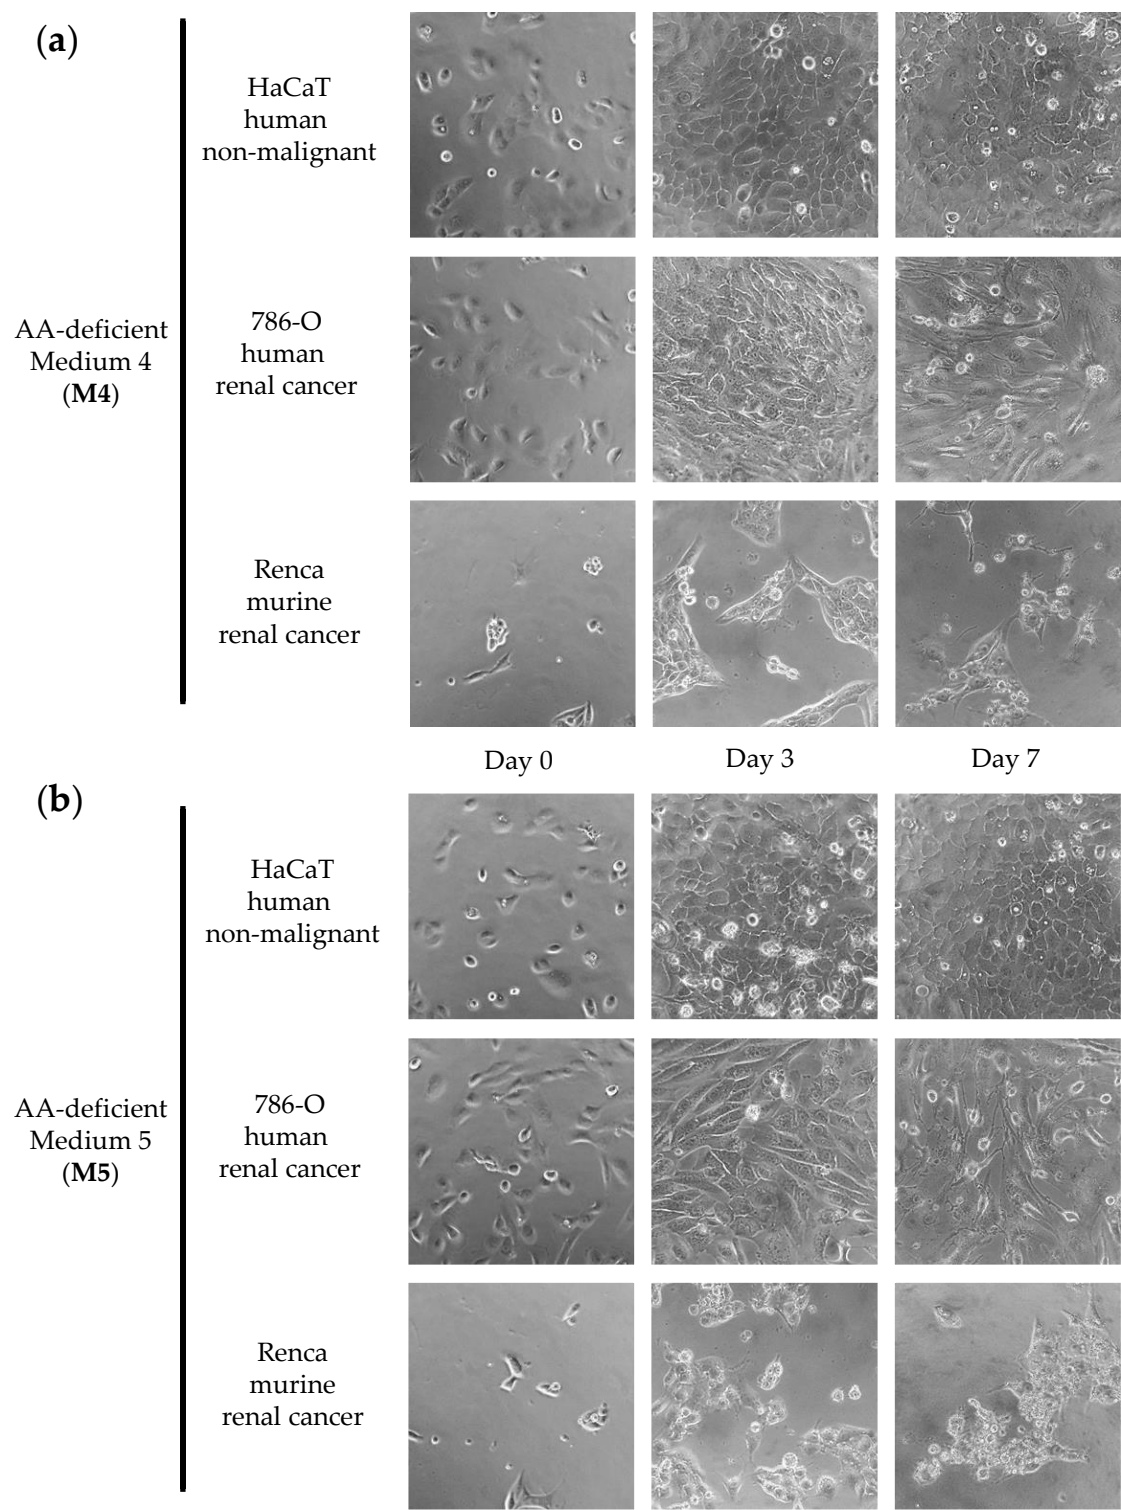 (a)
HaCaT
human
non-malignant
AA-deficient
Medium 4
(M4)
786-O
human
renal cancer
Renca
murine
renal cancer
Day 0
Day 3
Day 7
(b)
HaCaT
human
non-malignant
AA-deficient
Medium 5
(M5)
786-O
human
renal cancer
Renca
murine
renal cancer